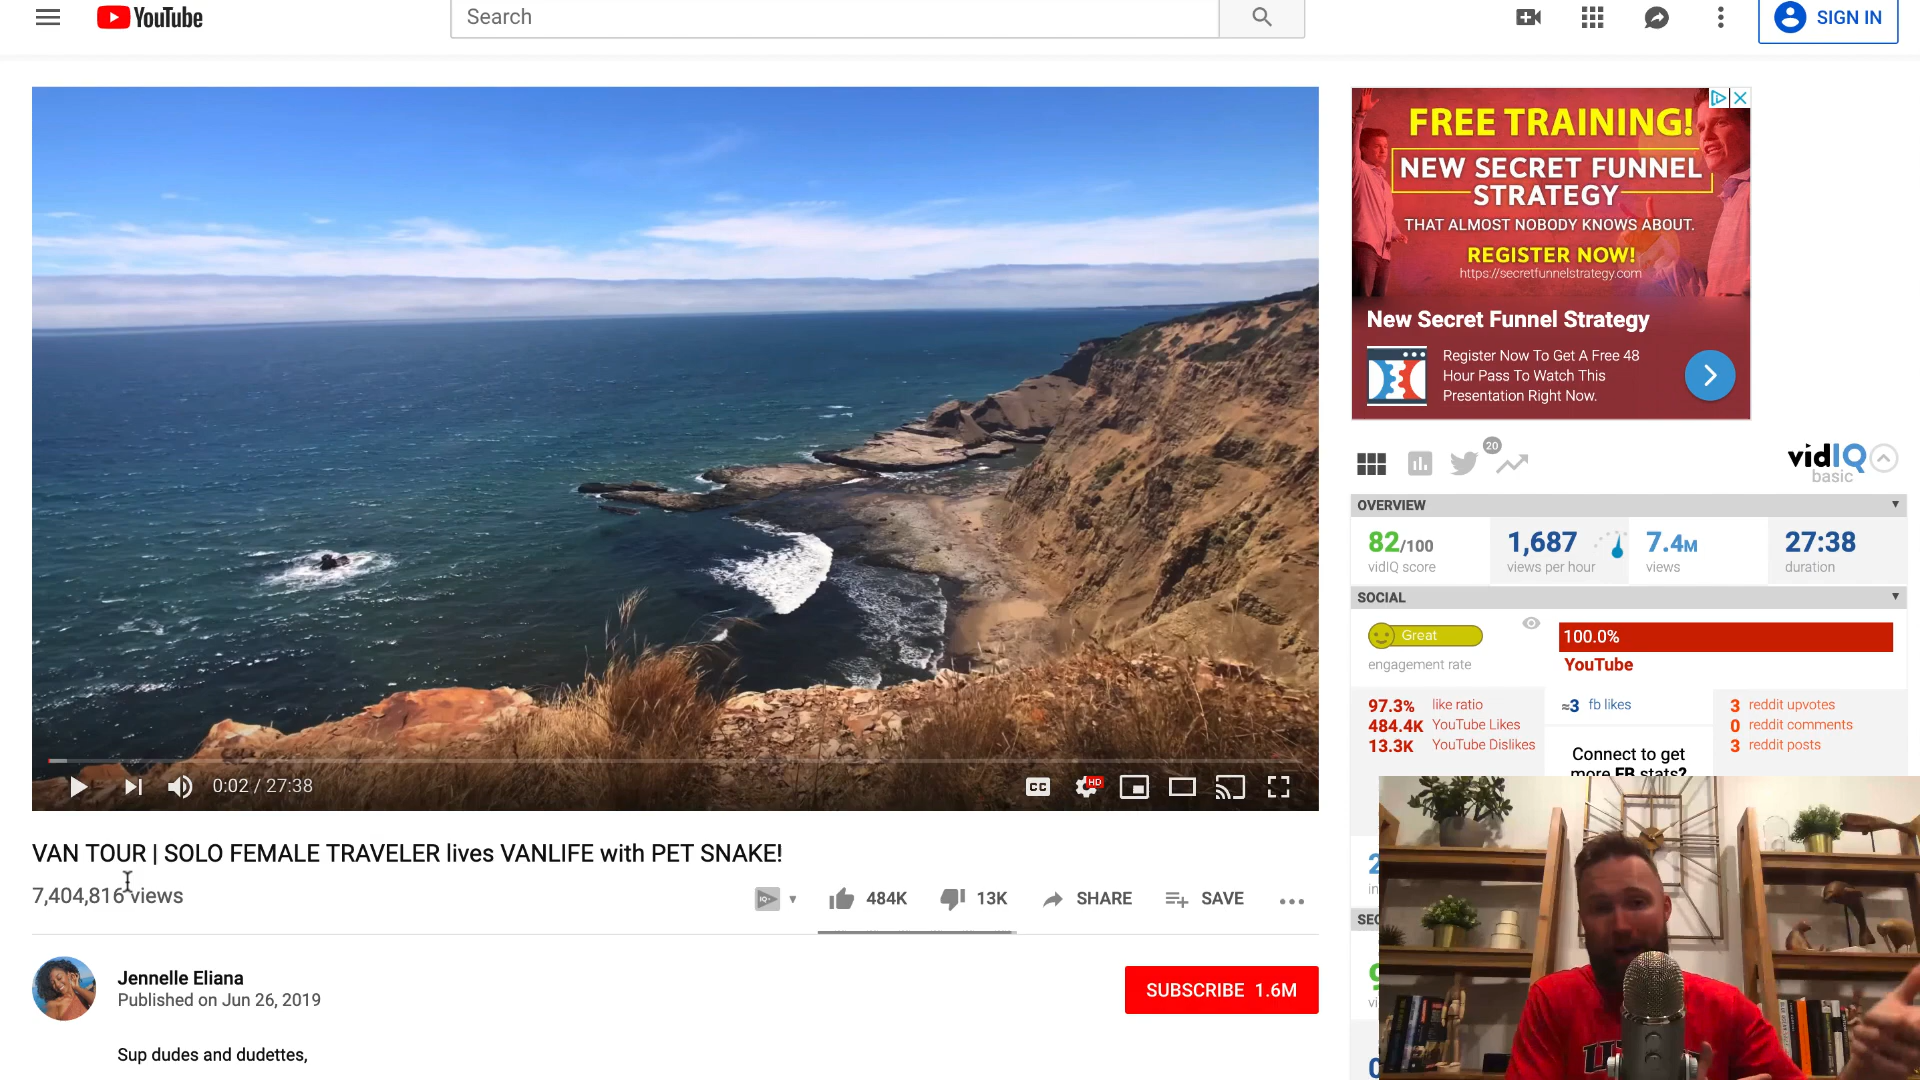 YouTube
Search
SIGN IN
FREE TRAINING!
NEW SECRET FUNNEL
STRATEGY
THAT ALMOST NOBODY KNOWS ABOUT.
REGISTER NOW!
https://secretfunnelstrategy.com
New Secret Funnel Strategy
Register Now To Get A Free 48
Hour Pass To Watch This
Presentation Right Now.
20
vidIQ
basic
OVERVIEW
82/100
vidIQ score
1,687
views per hour
7.4M
views
27:38
duration
SOCIAL
Great
engagement rate
100.0%
YouTube
97.3% like ratio
484.4K YouTube Likes
13.3K YouTube Dislikes
≈3 fb likes
3 reddit upvotes
0 reddit comments
3 reddit posts
Connect to get
more FB stats?
0:02 / 27:38
CC
HD
VAN TOUR | SOLO FEMALE TRAVELER lives VANLIFE with PET SNAKE!
7,404,816 views
IQ
484K
13K
SHARE
SAVE
Jennelle Eliana
Published on Jun 26, 2019
SUBSCRIBE 1.6M
Sup dudes and dudettes,